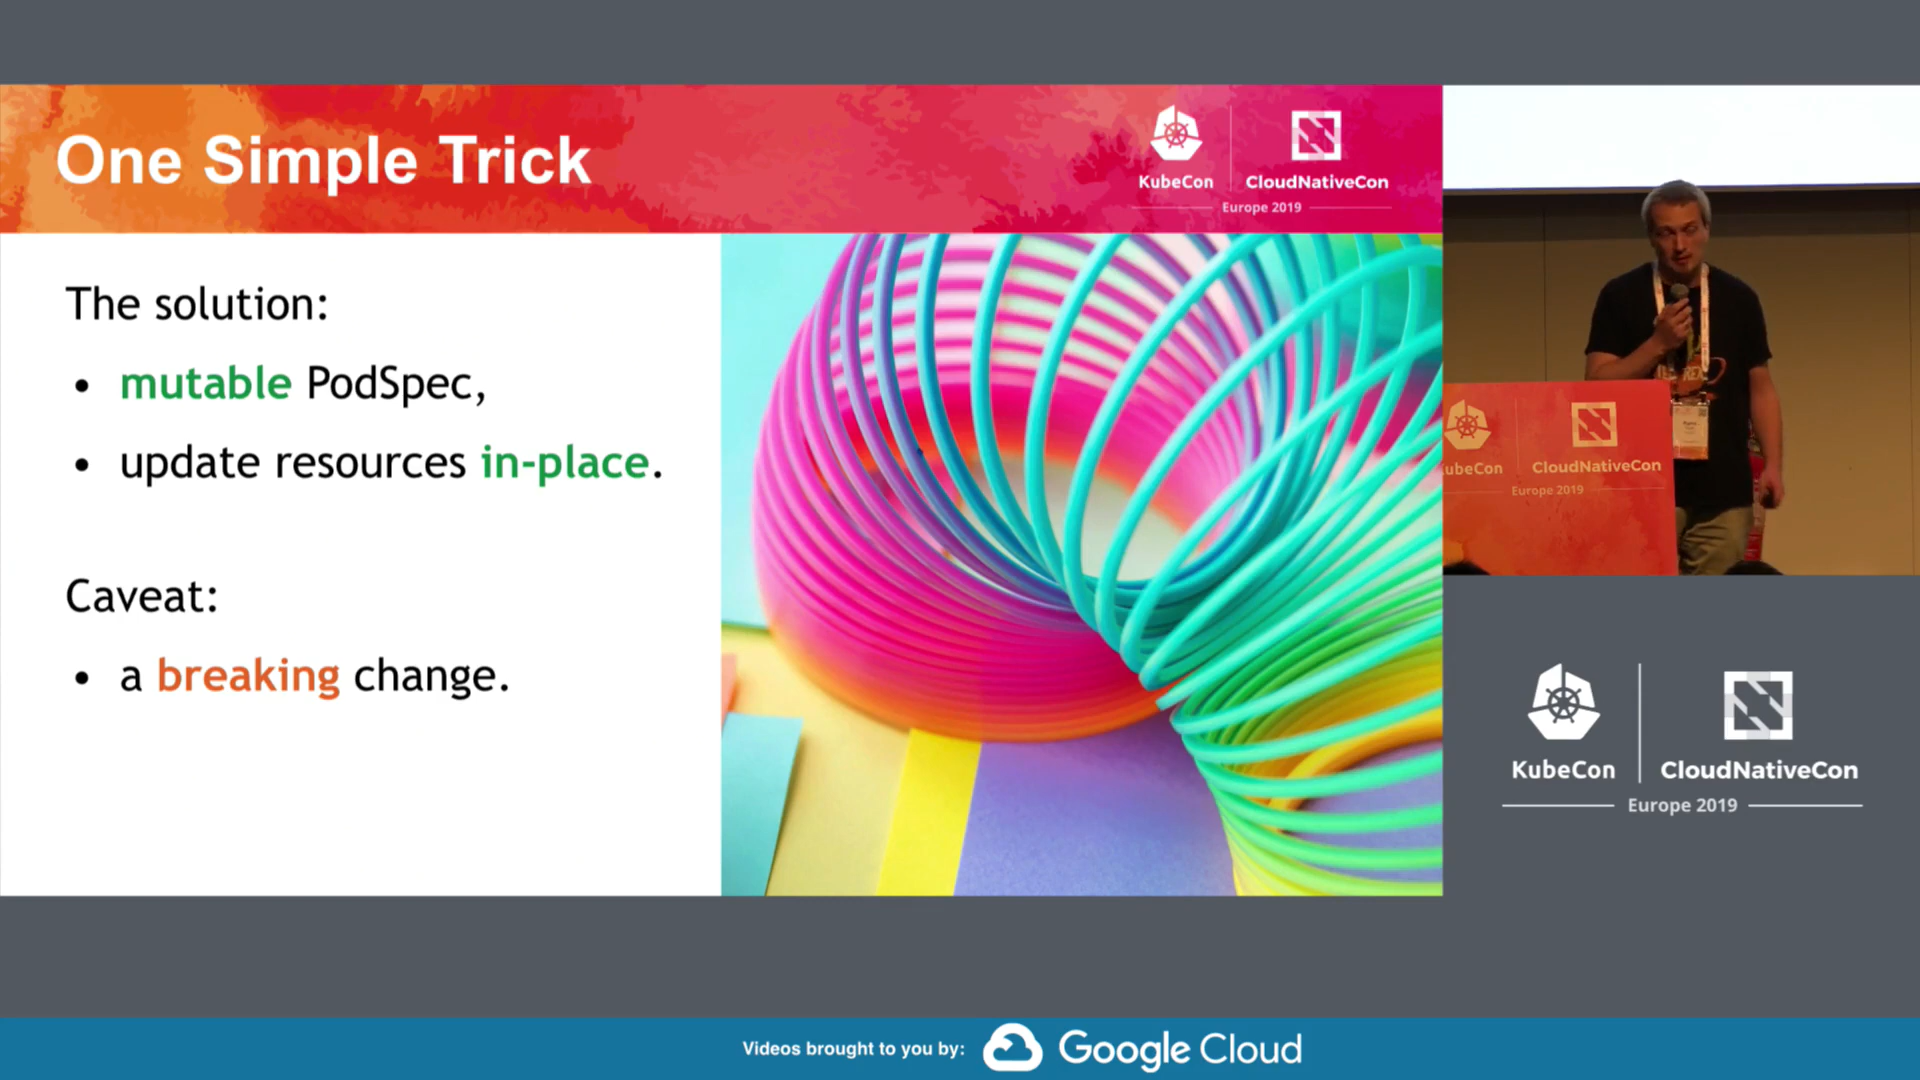 One Simple Trick
KubeCon
CloudNativeCon
Europe 2019
The solution:
• mutable PodSpec,
• update resources in-place.
Caveat:
• a breaking change.
ubeCon
CloudNativeCon
Europe 2019
KubeCon
CloudNativeCon
Europe 2019
Videos brought to you by:
Google Cloud